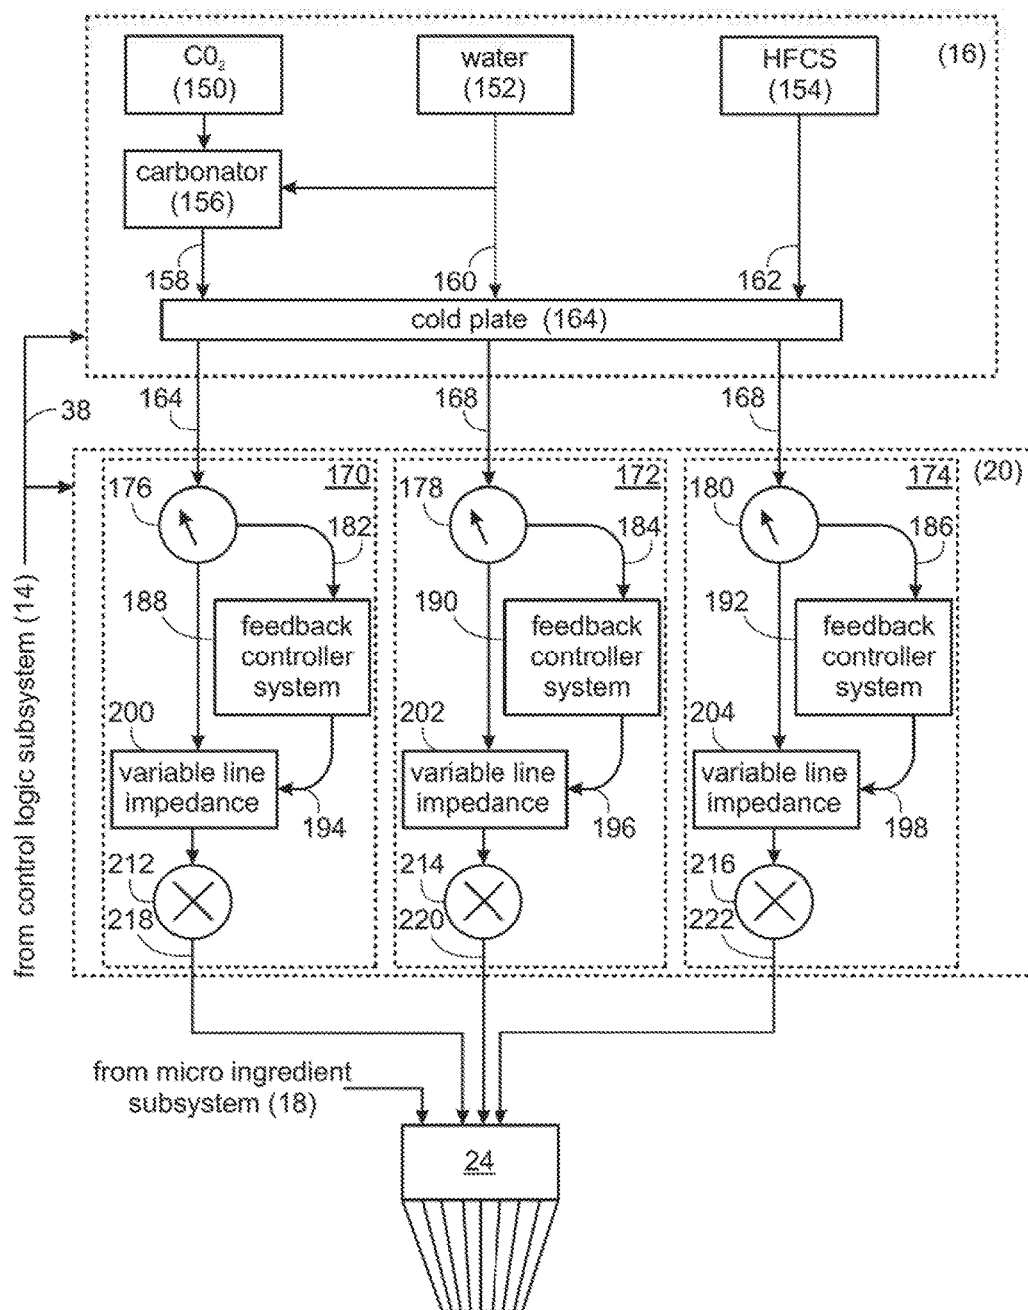 C0₂
(150)
water
(152)
HFCS
(154)
(16)
carbonator
(156)
158
160
162
cold plate (164)
164
168
168
38
from control logic subsystem (14)
(20)
176
170
178
172
180
174
182
184
186
188
190
192
feedback
controller
system
feedback
controller
system
feedback
controller
system
200
202
204
variable line
impedance
variable line
impedance
variable line
impedance
194
196
198
212
214
216
218
220
222
from micro ingredient
subsystem (18)
24